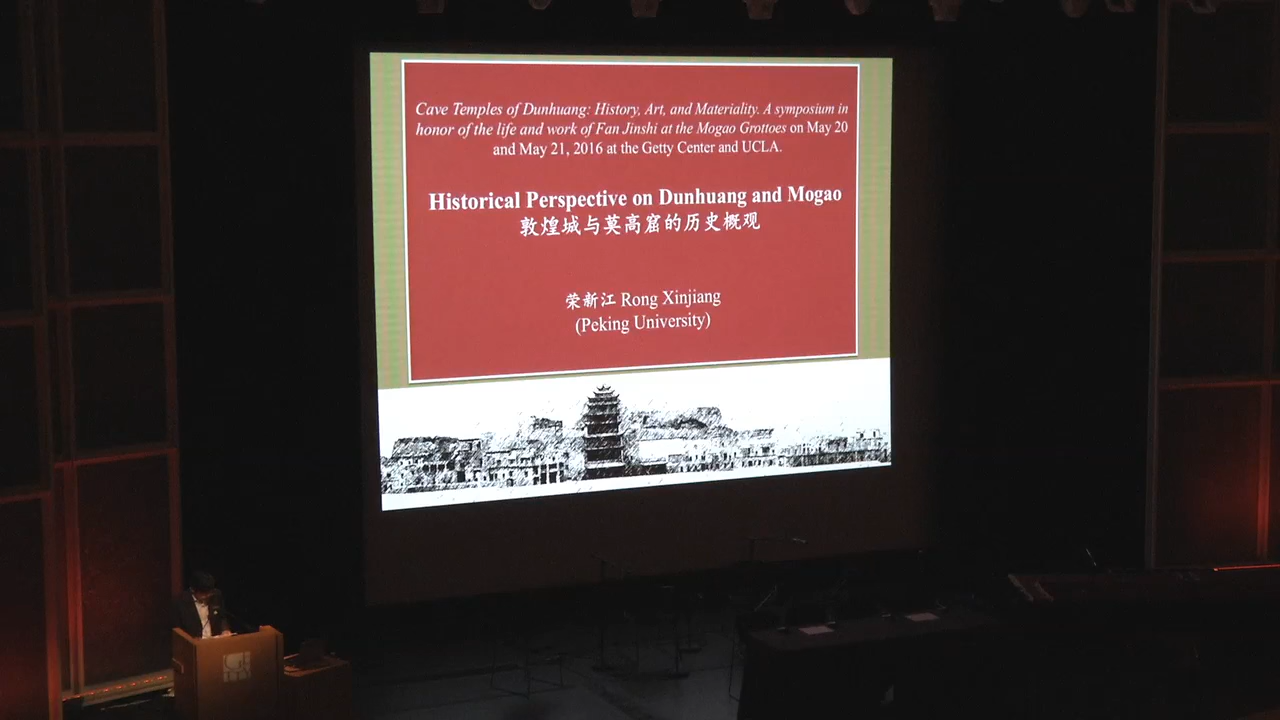 Cave Temples of Dunhuang: History, Art, and Materiality. A symposium in
honor of the life and work of Fan Jinshi at the Mogao Grottoes on May 20
and May 21, 2016 at the Getty Center and UCLA.
Historical Perspective on Dunhuang and Mogao
敦煌城与莫高窟的历史概观
荣新江 Rong Xinjiang
(Peking University)